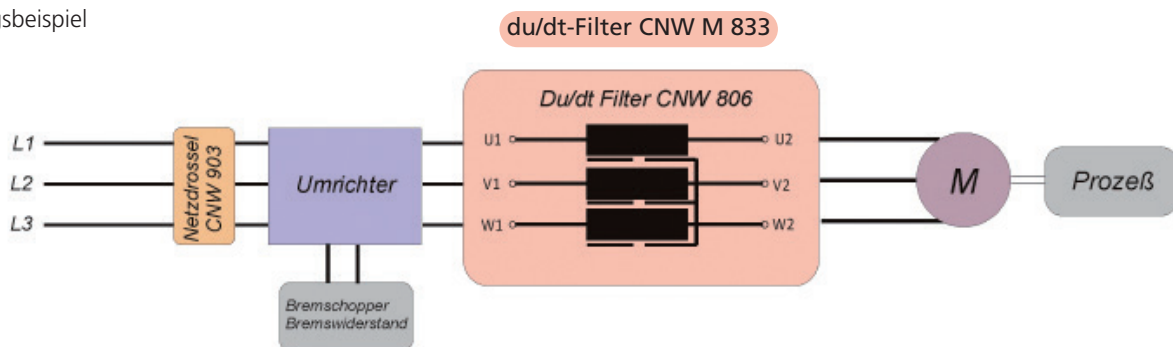 gsbeispiel
du/dt-Filter CNW M 833
Du/dt Filter CNW 806
L1
L2
L3
Netzdrossel
CNW 903
Umrichter
U1
U2
V1
V2
W1
W2
M
Prozeß
Bremschopper
Bremswiderstand